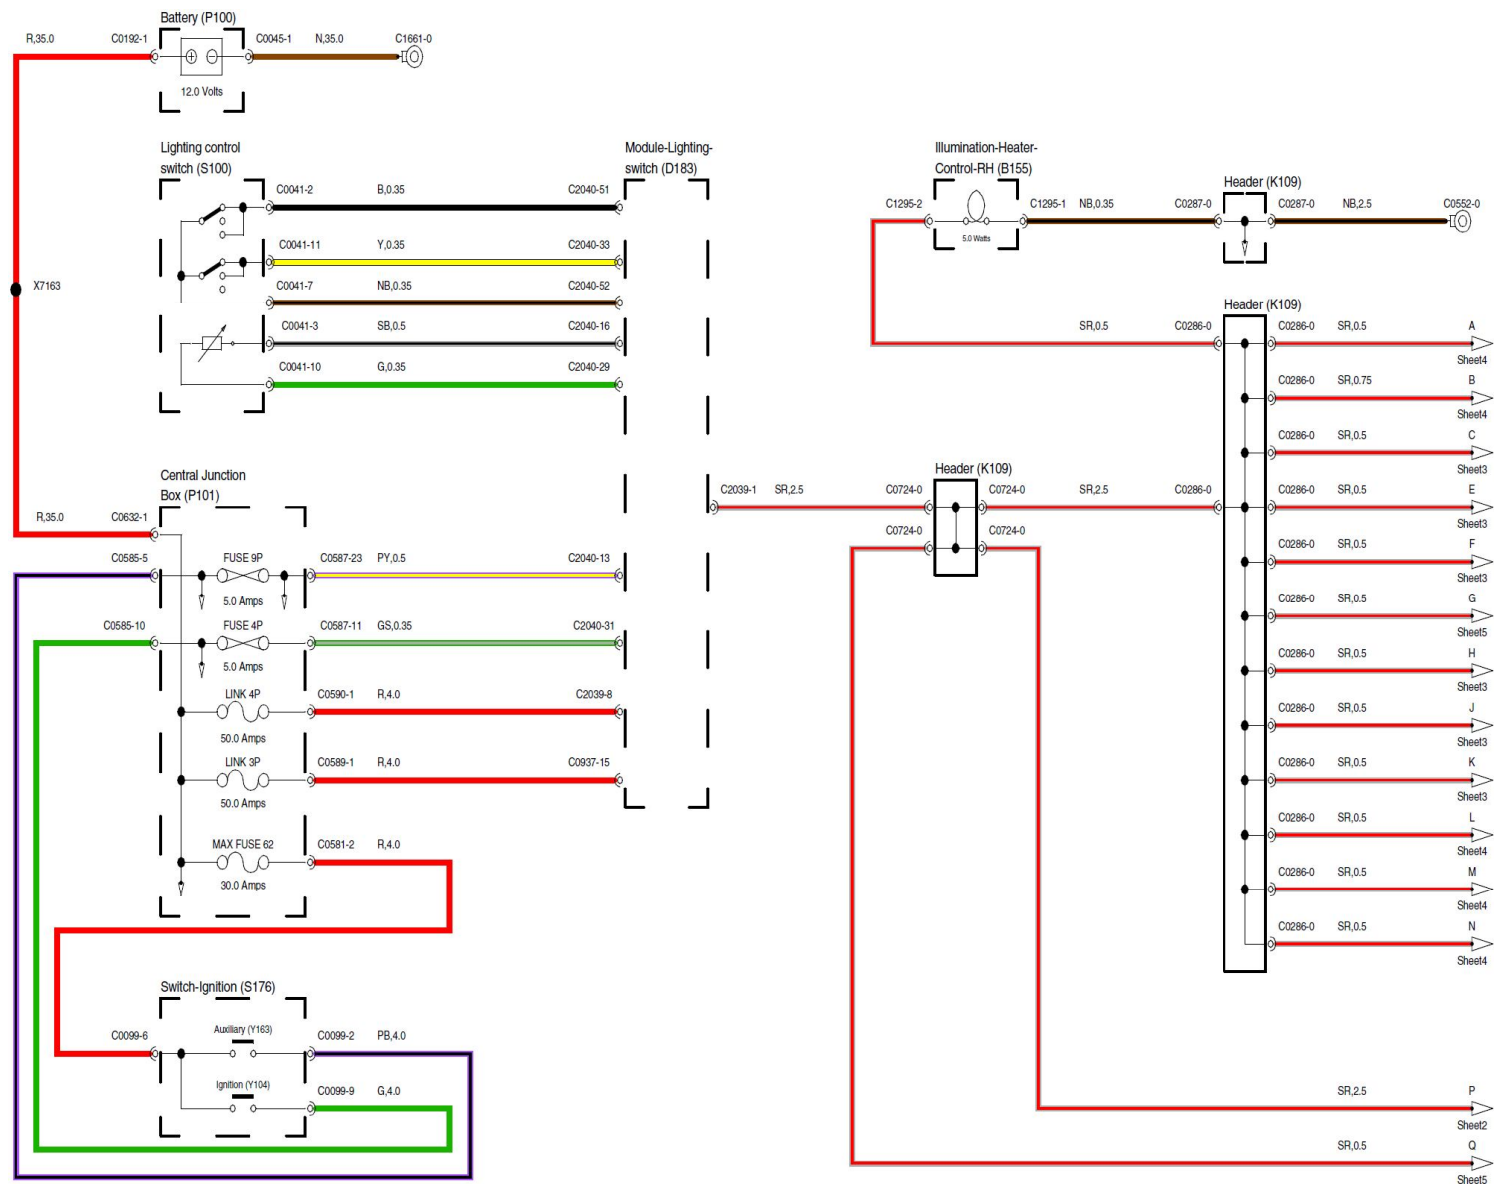 Battery (P100)
R,35.0 C0192-1 C0045-1 N,35.0 C1661-0
12.0 Volts
Lighting control
switch (S100)
Module-Lighting-
switch (D183)
Illumination-Heater-
Control-RH (B155)
Header (K109)
C0041-2 B,0.35 C2040-51
C1295-2 C1295-1 NB,0.35 C0287-0 C0287-0 NB,2.5 C0552-0
5.0 Watts
C0041-11 Y,0.35 C2040-33
X7163
C0041-7 NB,0.35 C2040-52
Header (K109)
C0041-3 SB,0.5 C2040-16
SR,0.5 C0286-0 C0286-0 SR,0.5 A
Sheet4
C0041-10 G,0.35 C2040-29
C0286-0 SR,0.75 B
Sheet4
C0286-0 SR,0.5 C
Sheet3
Central Junction
Box (P101)
Header (K109)
C2039-1 SR,2.5 C0724-0 C0724-0 SR,2.5 C0286-0 C0286-0 SR,0.5 E
Sheet3
R,35.0 C0632-1
C0724-0 C0724-0
C0286-0 SR,0.5 F
Sheet3
C0585-5 FUSE 9P C0587-23 PY,0.5 C2040-13
5.0 Amps
C0286-0 SR,0.5 G
Sheet5
C0585-10 FUSE 4P C0587-11 GS,0.35 C2040-31
5.0 Amps
C0286-0 SR,0.5 H
Sheet3
LINK 4P C0590-1 R,4.0 C2039-8
50.0 Amps
C0286-0 SR,0.5 J
Sheet3
LINK 3P C0589-1 R,4.0 C0937-15
50.0 Amps
C0286-0 SR,0.5 K
Sheet3
C0286-0 SR,0.5 L
Sheet4
MAX FUSE 62 C0581-2 R,4.0
30.0 Amps
C0286-0 SR,0.5 M
Sheet4
C0286-0 SR,0.5 N
Sheet4
Switch-Ignition (S176)
C0099-6 Auxiliary (Y163) C0099-2 PB,4.0
Ignition (Y104) C0099-9 G,4.0
SR,2.5 P
Sheet2
SR,0.5 Q
Sheet5